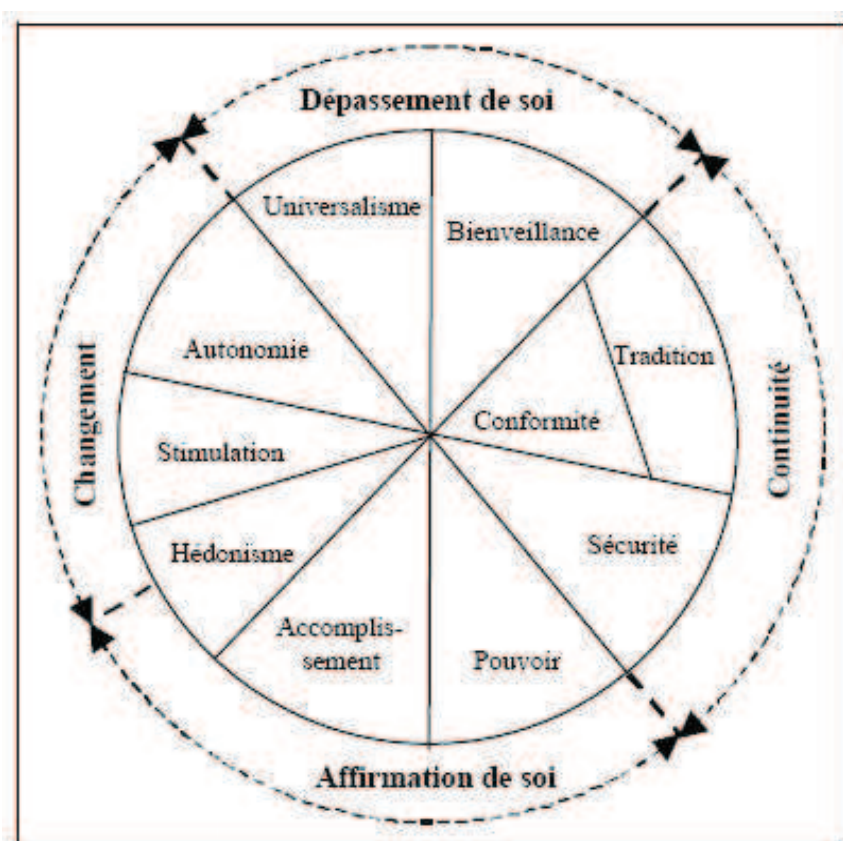 Dépassement de soi
Universalisme
Bienveillance
Autonomie
Tradition
Changement
Conformité
Continuité
Stimulation
Sécurité
Hédonisme
Accomplis-
sement
Pouvoir
Affirmation de soi